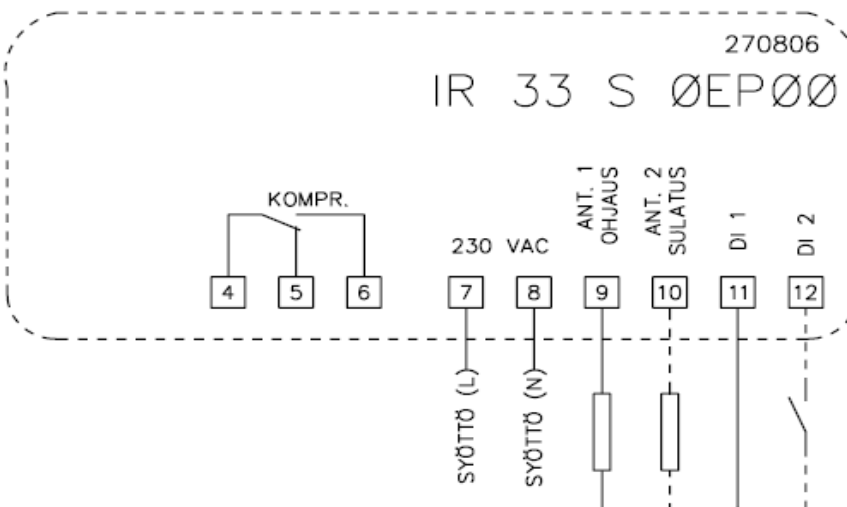 270806
IR 33 S ØEPØØ
KOMPR.
230 VAC
ANT. 1
OHJAUS
ANT. 2
SULATUS
DI 1
DI 2
4 5 6 7 8 9 10 11 12
SYÖTTÖ (L)
SYÖTTÖ (N)